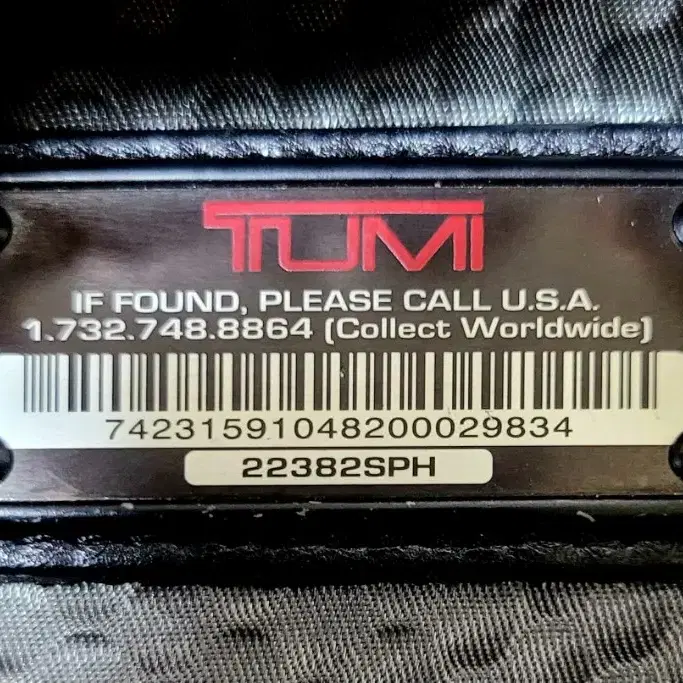 TUMI
IF FOUND, PLEASE CALL U.S.A.
1.732.748.8864 (Collect Worldwide)
74231591048200029834
22382SPH